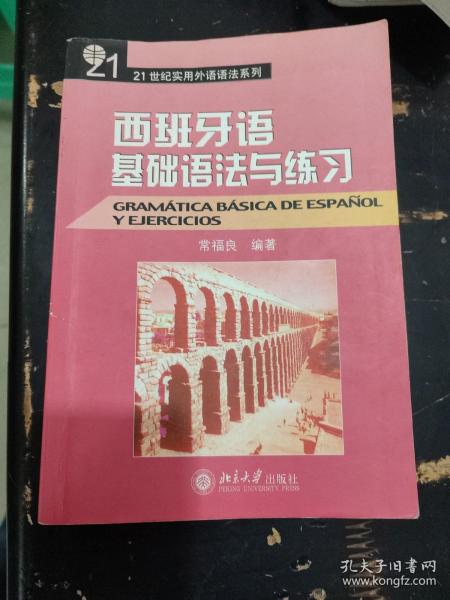 21
21世纪实用外语语法系列
西班牙语
基础语法与练习
GRAMÁTICA BÁSICA DE ESPAÑOL
Y EJERCICIOS
常福良 编著
北京大学出版社
PEKING UNIVERSITY PRESS
孔夫子旧书网
www.kongfz.com